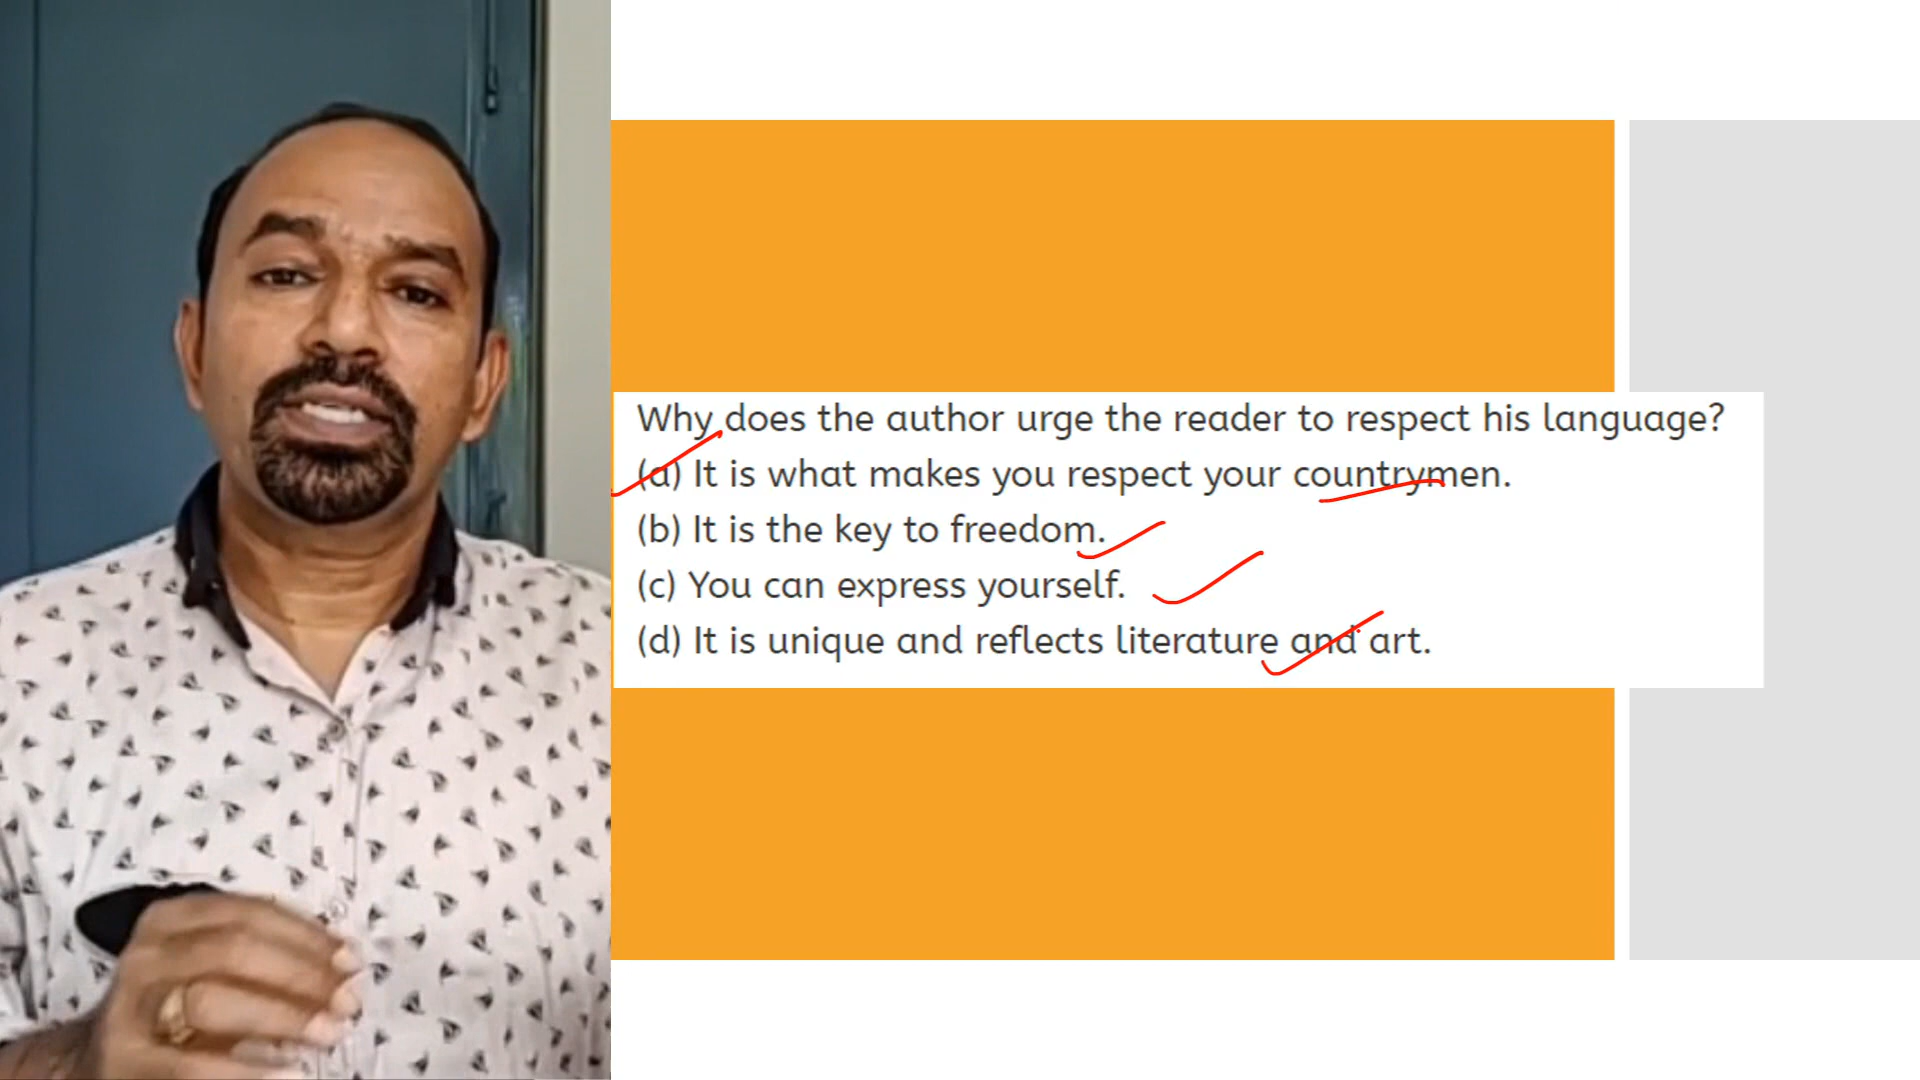 Why does the author urge the reader to respect his language?
(a) It is what makes you respect your countrymen.
(b) It is the key to freedom.
(c) You can express yourself.
(d) It is unique and reflects literature and art.